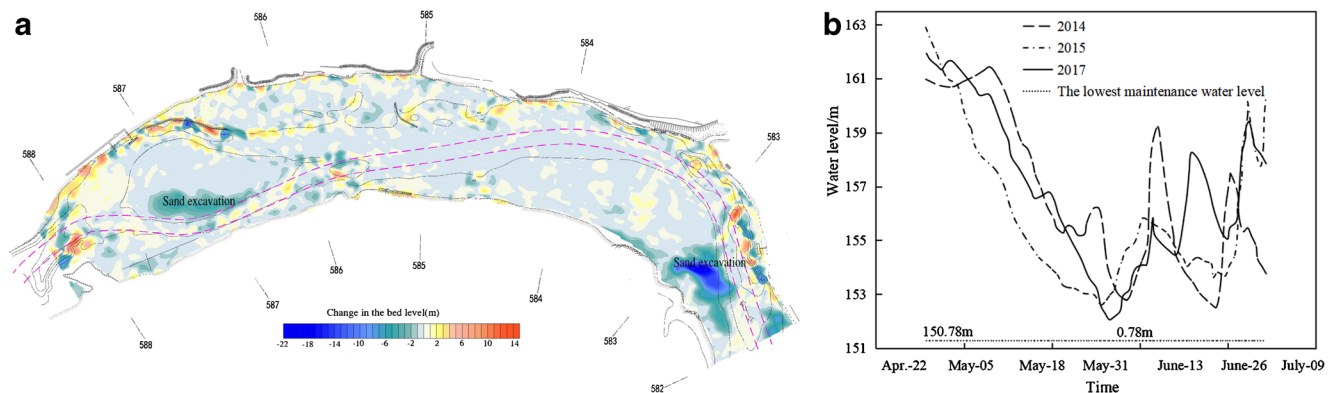 a
586
585
584
587
583
588
Sand excavation
Sand excavation
586
585
584
587
583
588
582
Change in the bed level(m)
-22 -18 -14 -10 -6 -2 2 6 10 14
b
163
161
159
157
155
153
151
Water level/m
2014
2015
2017
The lowest maintenance water level
150.78m
0.78m
Apr.-22 May-05 May-18 May-31 June-13 June-26 July-09
Time